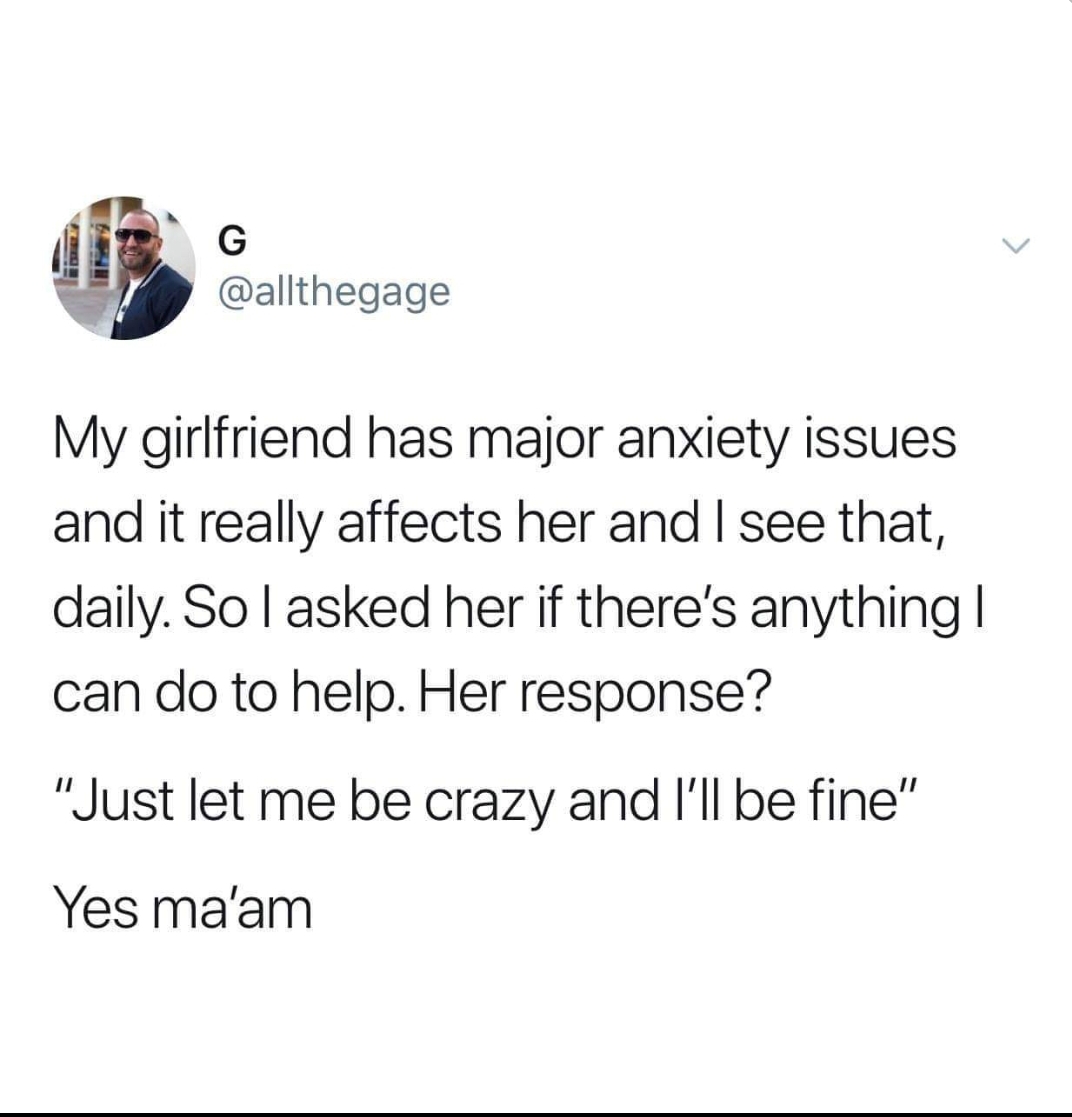 G
@allthegage
My girlfriend has major anxiety issues
and it really affects her and I see that,
daily. So I asked her if there's anything I
can do to help. Her response?
"Just let me be crazy and I'll be fine"
Yes ma'am